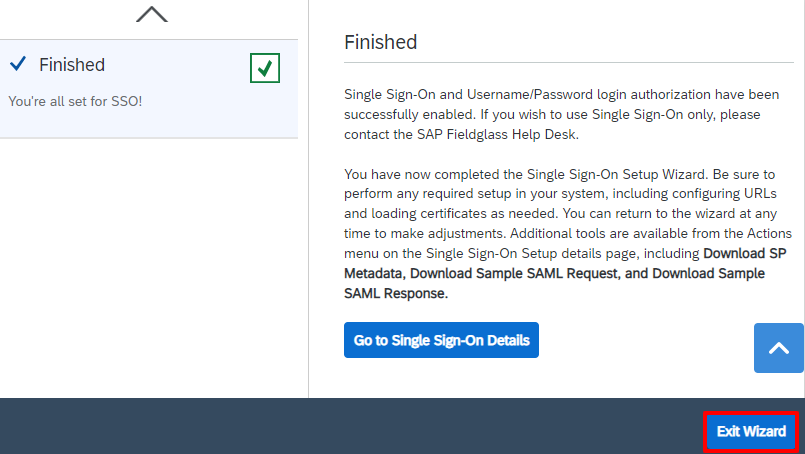 Finished
You're all set for SSO!
Finished
Single Sign-On and Username/Password login authorization have been
successfully enabled. If you wish to use Single Sign-On only, please
contact the SAP Fieldglass Help Desk.
You have now completed the Single Sign-On Setup Wizard. Be sure to
perform any required setup in your system, including configuring URLs
and loading certificates as needed. You can return to the wizard at any
time to make adjustments. Additional tools are available from the Actions
menu on the Single Sign-On Setup details page, including Download SP
Metadata, Download Sample SAML Request, and Download Sample
SAML Response.
Go to Single Sign-On Details
Exit Wizard